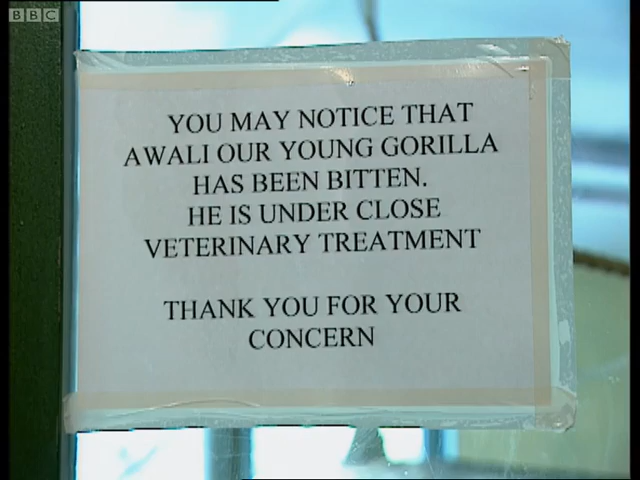 BBC
YOU MAY NOTICE THAT
AWALI OUR YOUNG GORILLA
HAS BEEN BITTEN.
HE IS UNDER CLOSE
VETERINARY TREATMENT
THANK YOU FOR YOUR
CONCERN